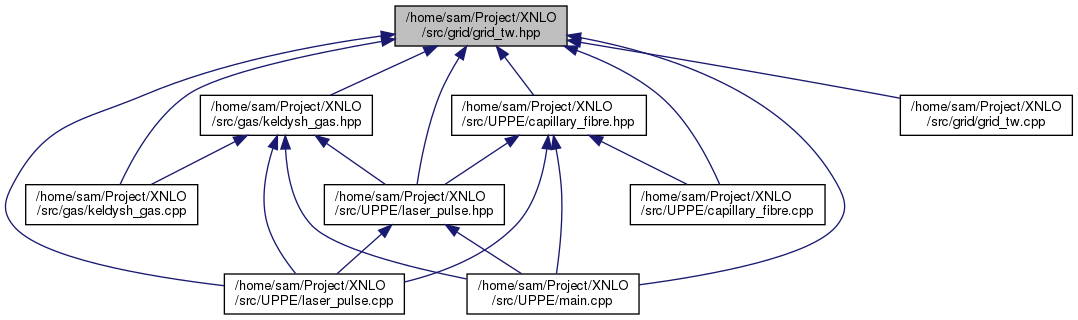 /home/sam/Project/XNLO
/src/grid/grid_tw.hpp
/home/sam/Project/XNLO
/src/gas/keldysh_gas.hpp
/home/sam/Project/XNLO
/src/UPPE/capillary_fibre.hpp
/home/sam/Project/XNLO
/src/grid/grid_tw.cpp
/home/sam/Project/XNLO
/src/gas/keldysh_gas.cpp
/home/sam/Project/XNLO
/src/UPPE/laser_pulse.hpp
/home/sam/Project/XNLO
/src/UPPE/capillary_fibre.cpp
/home/sam/Project/XNLO
/src/UPPE/laser_pulse.cpp
/home/sam/Project/XNLO
/src/UPPE/main.cpp